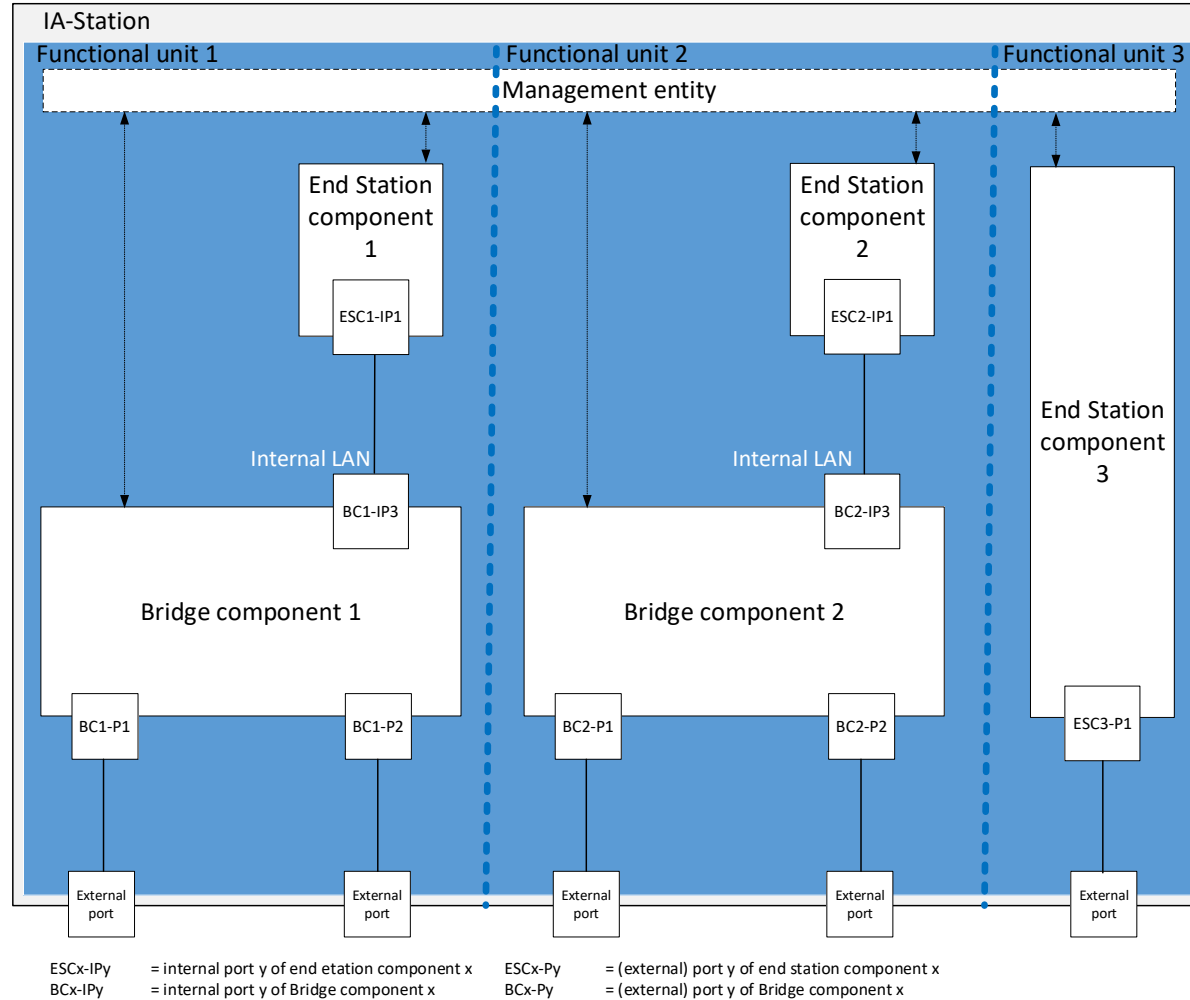 IA-Station
Functional unit 1
Functional unit 2
Functional unit 3
Management entity
End Station
component
1
End Station
component
2
ESC1-IP1
ESC2-IP1
End Station
component
3
Internal LAN
Internal LAN
BC1-IP3
BC2-IP3
Bridge component 1
Bridge component 2
BC1-P1
BC1-P2
BC2-P1
BC2-P2
ESC3-P1
External
port
External
port
External
port
External
port
External
port
ESCx-IPy = internal port y of end etation component x ESCx-Py = (external) port y of end station component x
BCx-IPy = internal port y of Bridge component x BCx-Py = (external) port y of Bridge component x